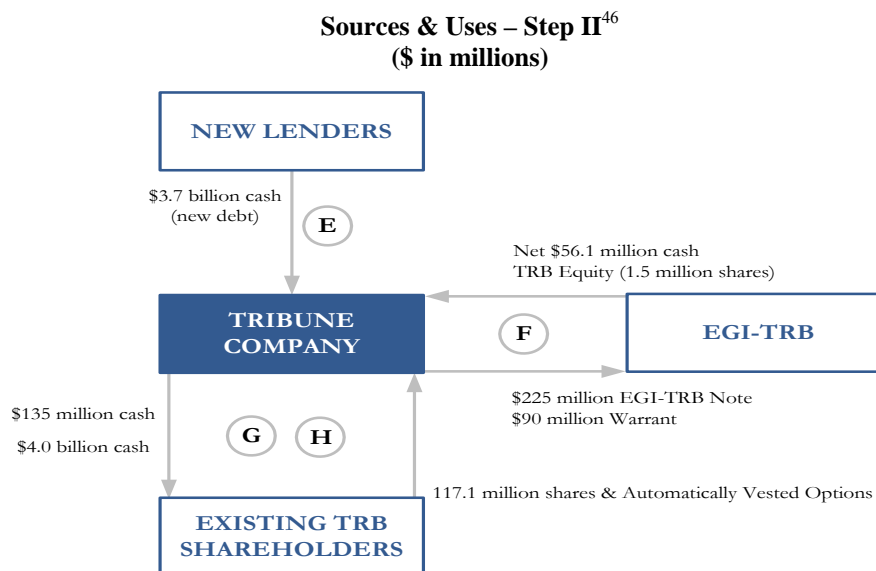 Sources & Uses – Step II46
($ in millions)
NEW LENDERS
$3.7 billion cash
(new debt)
E
Net $56.1 million cash
TRB Equity (1.5 million shares)
TRIBUNE
COMPANY
F
EGI-TRB
$225 million EGI-TRB Note
$90 million Warrant
$135 million cash
$4.0 billion cash
G
H
117.1 million shares & Automatically Vested Options
EXISTING TRB
SHAREHOLDERS